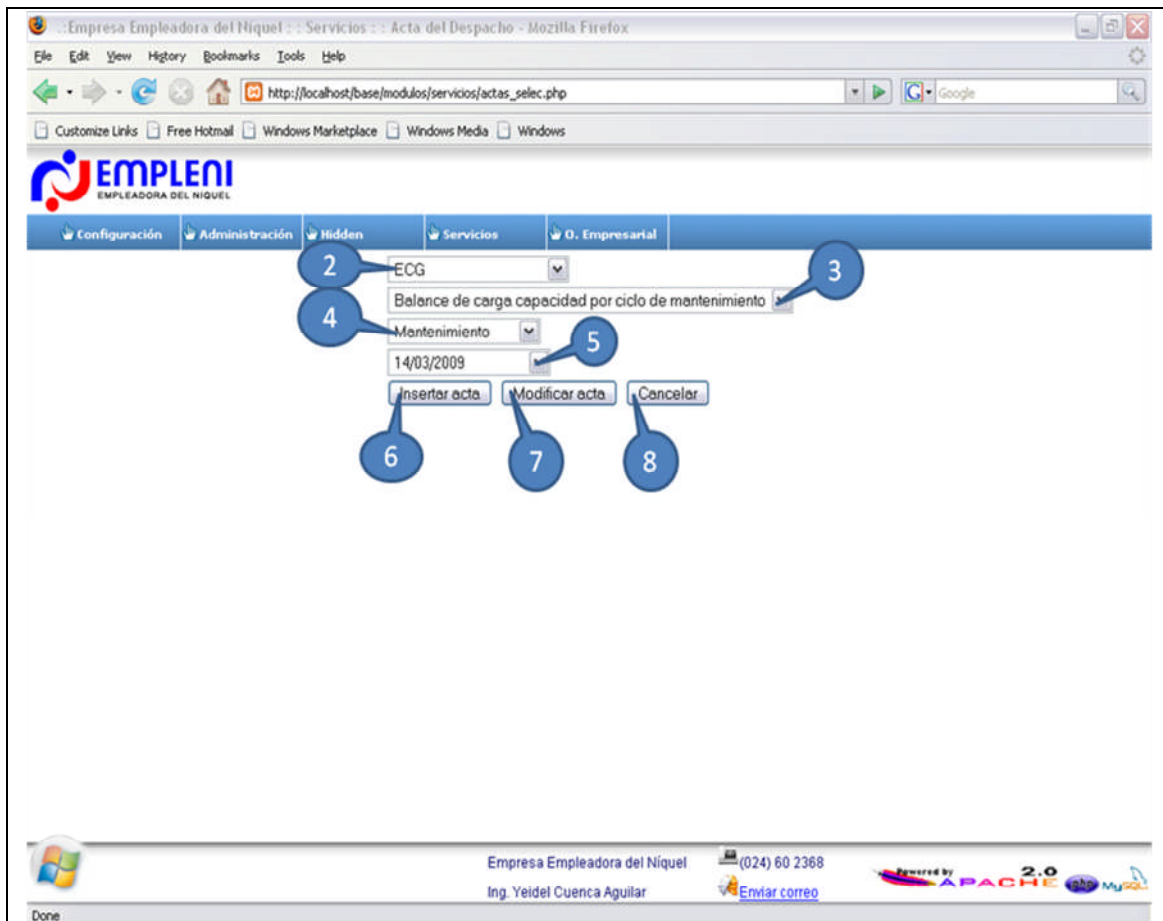 .:Empresa Empleadora del Níquel : : Servicios : : Acta del Despacho - Mozilla Firefox
File Edit View History Bookmarks Tools Help
http://localhost/base/modulos/servicios/actas_selec.php
G Google
Customize Links Free Hotmail Windows Marketplace Windows Media Windows
EMPLENI
EMPLEADORA DEL NIQUEL
Configuración Administración Hidden Servicios O. Empresarial
2 ECG
3
Balance de carga capacidad por ciclo de mantenimiento
4 Mantenimiento
5
14/03/2009
Insertar acta Modificar acta Cancelar
6 7 8
Empresa Empleadora del Níquel (024) 60 2368
Ing. Yeidel Cuenca Aguilar Enviar correo
Powered by APACHE 2.0 php MySQL
Done